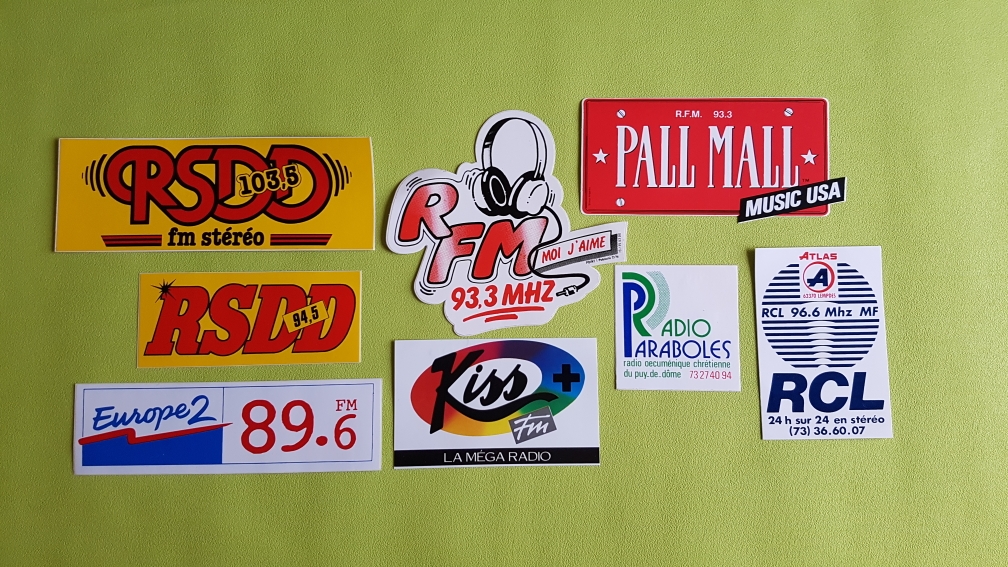 RSDD
103,5
fm stéréo
RFM
MOI J'AIME
93,3 MHZ
R.F.M. 93.3
PALL MALL
TM
MUSIC USA
RSDD
94,5
RADIO
PARABOLES
radio oecuménique chrétienne
du puy.de.dôme 73 27 40 94
ATLAS
A
63370 LEMPDES
RCL 96.6 Mhz MF
RCL
24 h sur 24 en stéréo
(73) 36.60.07
Europe 2
FM
89.6
Kiss +
Fm
LA MÉGA RADIO